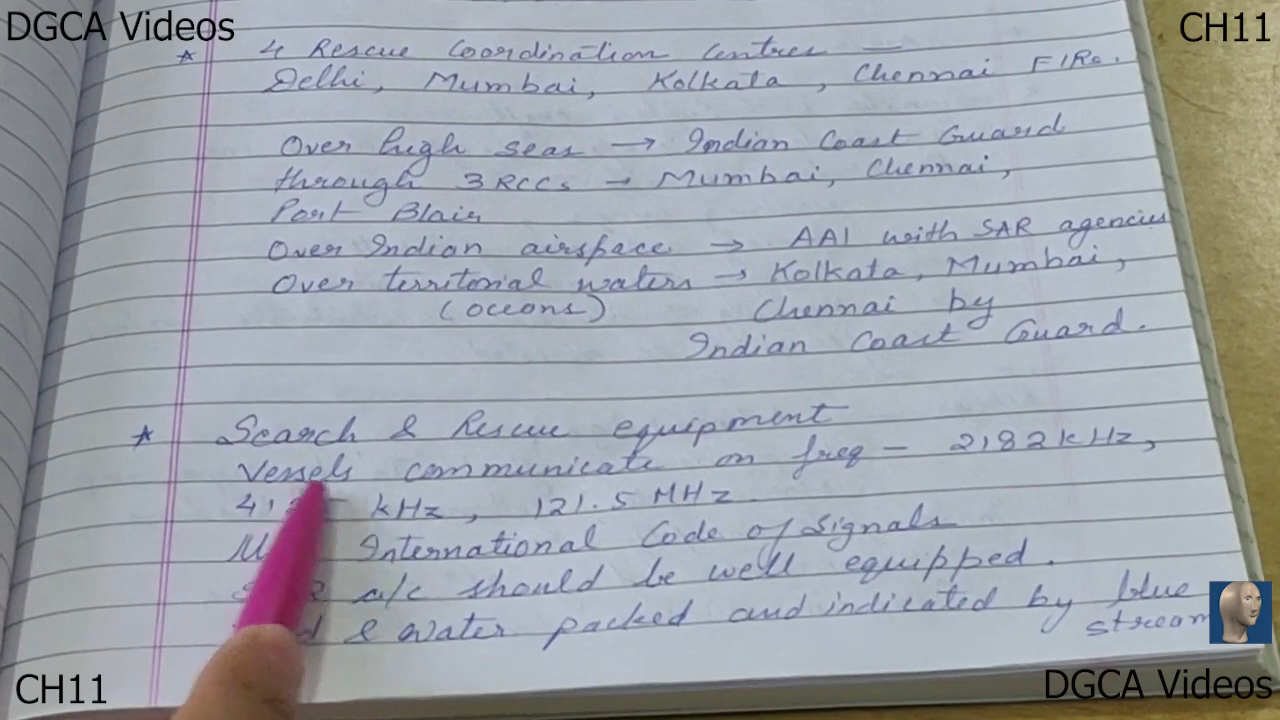 DGCA Videos
CH11
* 4 Rescue Coordination Centres —
Delhi, Mumbai, Kolkata, Chennai FIRs.
Over high seas → Indian Coast Guard
through 3 RCCs → Mumbai, Chennai,
Port Blair
Over Indian airspace → AAI with SAR agencies
Over territorial waters → Kolkata, Mumbai,
(oceans) Chennai by
Indian Coast Guard.
* Search & Rescue equipment
Vessels communicate on freq - 2182 kHz,
kHz, 121.5 MHz.
International Code of Signals
a/c should be well equipped.
& water packed and indicated by blue
CH11
DGCA Videos